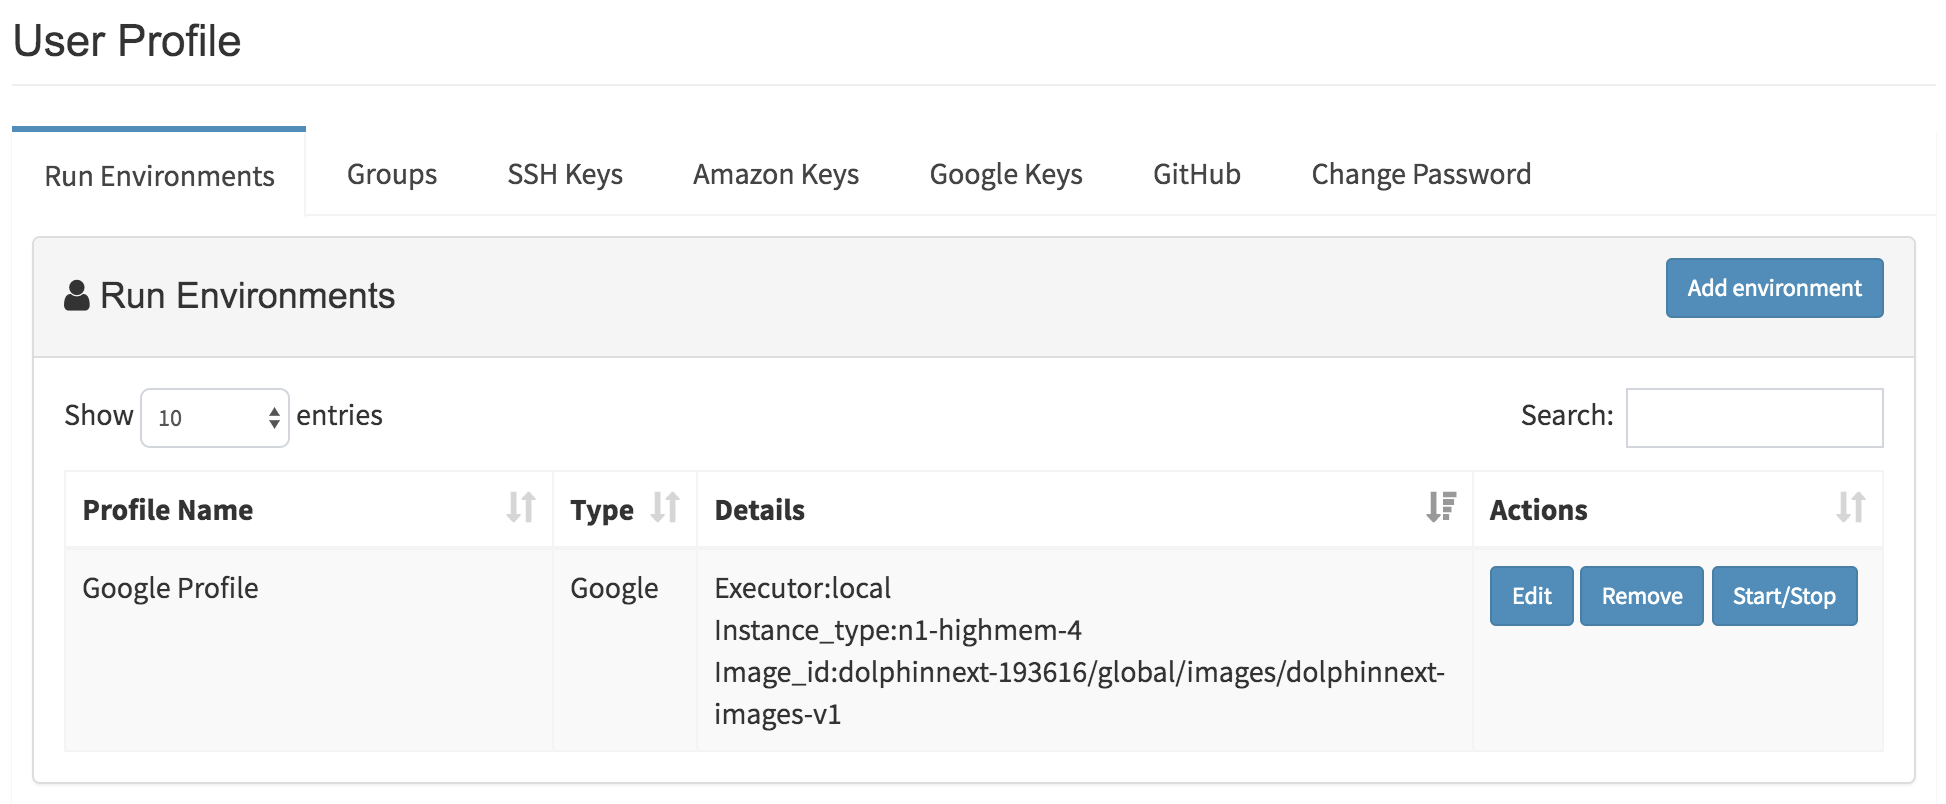 User Profile
Run Environments Groups SSH Keys Amazon Keys Google Keys GitHub Change Password
Run Environments Add environment
Show 10 entries Search:
Profile Name Type Details Actions
Google Profile Google Executor:local Edit Remove Start/Stop
Instance_type:n1-highmem-4
Image_id:dolphinnext-193616/global/images/dolphinnext-
images-v1